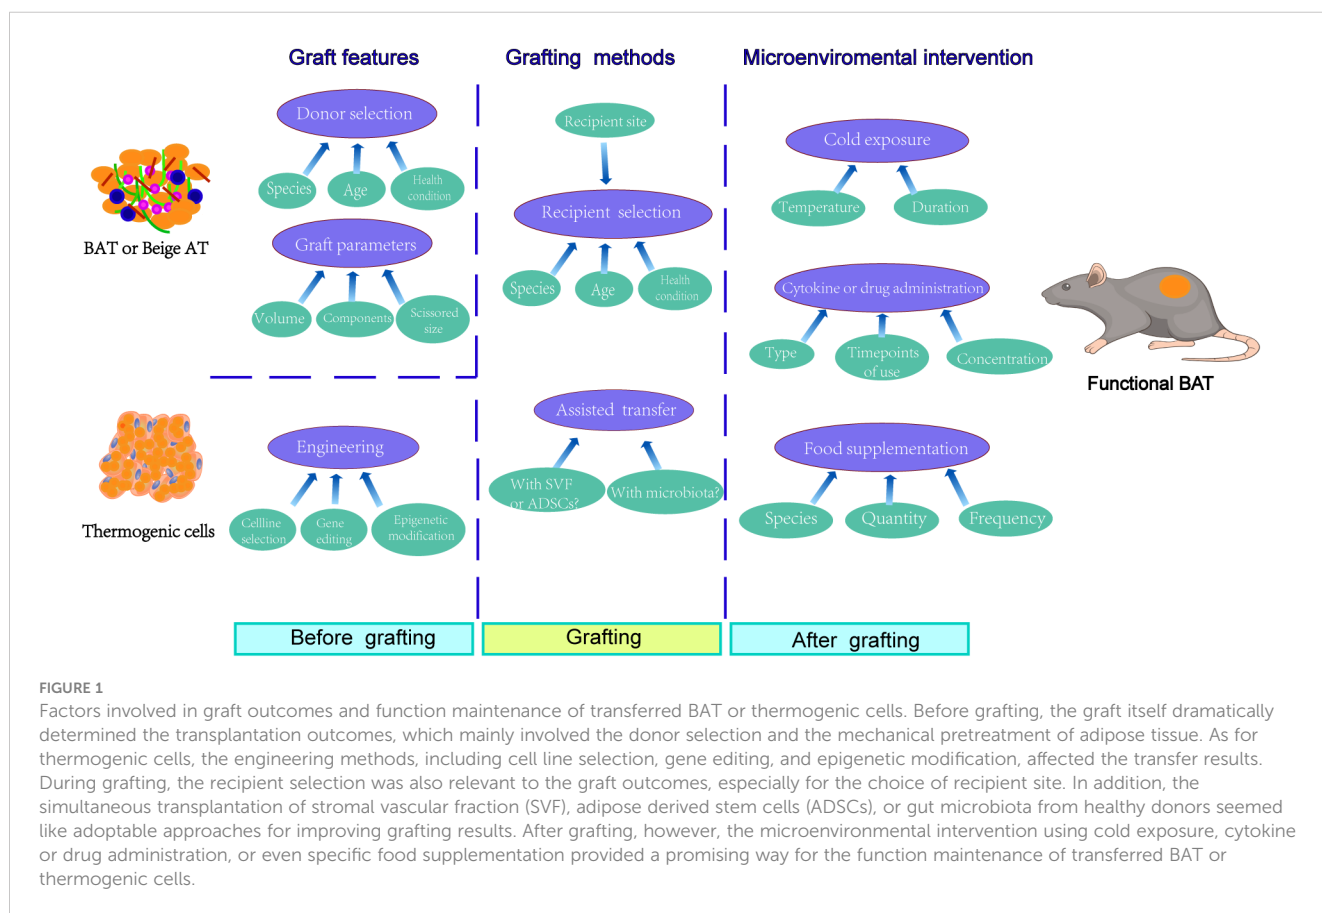 Graft features
Grafting methods
Microenviromental intervention
Donor selection
Species
Age
Health
condition
Graft parameters
Volume
Components
Scissored
size
BAT or Beige AT
Engineering
Cellline
selection
Gene
editing
Epigenetic
modification
Thermogenic cells
Recipient site
Recipient selection
Species
Age
Health
condition
Assisted transfer
With SVF
or ADSCs?
With microbiota?
Cold exposure
Temperature
Duration
Cytokine or drug administration
Type
Timepoints
of use
Concentration
Food supplementation
Species
Quantity
Frequency
Functional BAT
Before grafting
Grafting
After grafting
FIGURE 1
Factors involved in graft outcomes and function maintenance of transferred BAT or thermogenic cells. Before grafting, the graft itself dramatically
determined the transplantation outcomes, which mainly involved the donor selection and the mechanical pretreatment of adipose tissue. As for
thermogenic cells, the engineering methods, including cell line selection, gene editing, and epigenetic modification, affected the transfer results.
During grafting, the recipient selection was also relevant to the graft outcomes, especially for the choice of recipient site. In addition, the
simultaneous transplantation of stromal vascular fraction (SVF), adipose derived stem cells (ADSCs), or gut microbiota from healthy donors seemed
like adoptable approaches for improving grafting results. After grafting, however, the microenvironmental intervention using cold exposure, cytokine
or drug administration, or even specific food supplementation provided a promising way for the function maintenance of transferred BAT or
thermogenic cells.